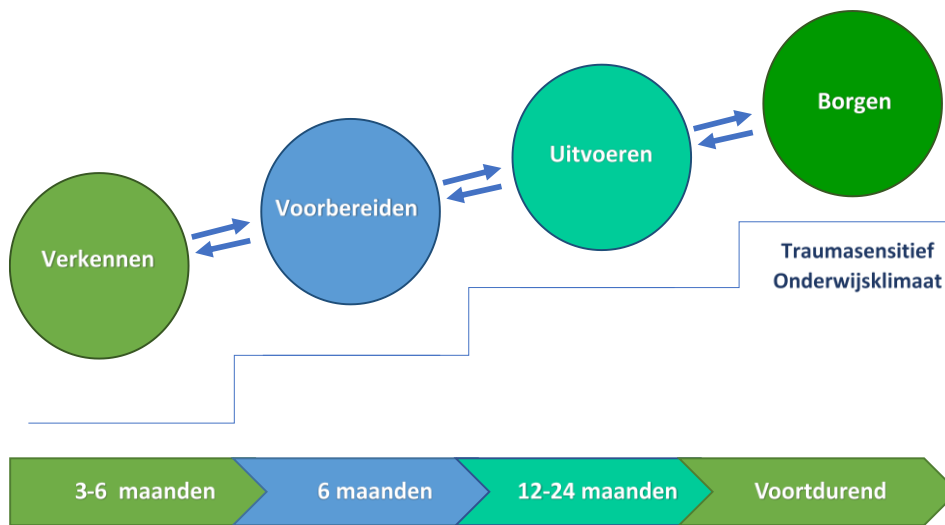 Borgen
Uitvoeren
Voorbereiden
Verkennen
Traumasensitief
Onderwijsklimaat
3-6 maanden
6 maanden
12-24 maanden
Voortdurend